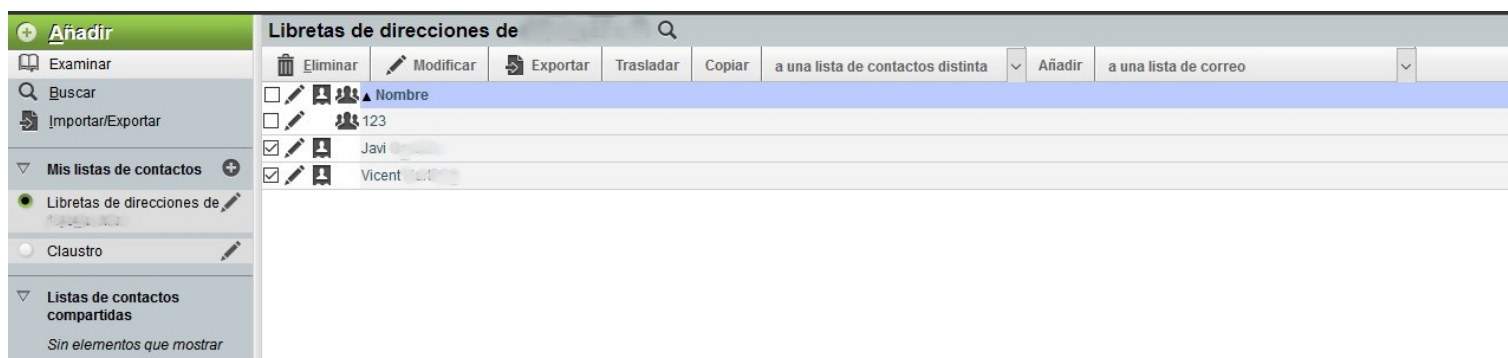 Añadir
Examinar
Buscar
Importar/Exportar
Mis listas de contactos
Libretas de direcciones de
Claustro
Listas de contactos
compartidas
Sin elementos que mostrar
Libretas de direcciones de
Eliminar Modificar Exportar Trasladar Copiar a una lista de contactos distinta Añadir a una lista de correo
Nombre
123
Javi
Vicent